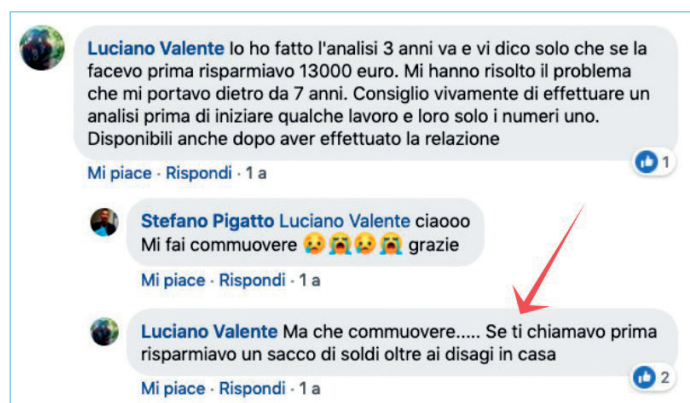 Luciano Valente Io ho fatto l'analisi 3 anni va e vi dico solo che se la
facevo prima risparmiavo 13000 euro. Mi hanno risolto il problema
che mi portavo dietro da 7 anni. Consiglio vivamente di effettuare un
analisi prima di iniziare qualche lavoro e loro solo i numeri uno.
Disponibili anche dopo aver effettuato la relazione
1
Mi piace · Rispondi · 1 a
Stefano Pigatto Luciano Valente ciaooo
Mi fai commuovere 😥😭😥😭 grazie
Mi piace · Rispondi · 1 a
Luciano Valente Ma che commuovere..... Se ti chiamavo prima
risparmiavo un sacco di soldi oltre ai disagi in casa
2
Mi piace · Rispondi · 1 a